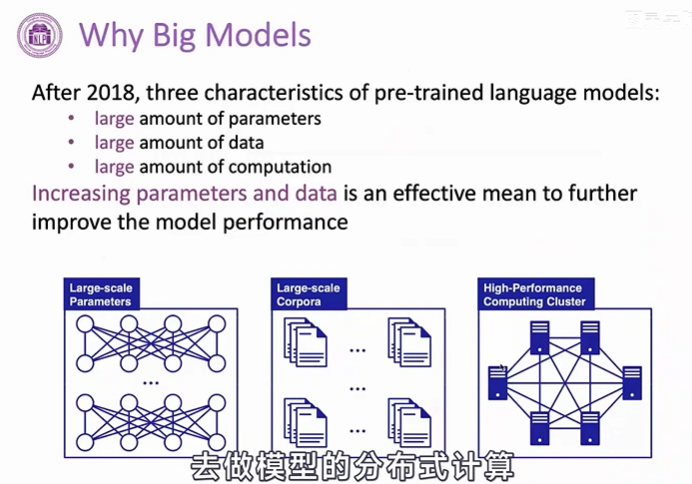 NLP
Why Big Models
After 2018, three characteristics of pre-trained language models:
• large amount of parameters
• large amount of data
• large amount of computation
Increasing parameters and data is an effective mean to further
improve the model performance
Large-scale
Parameters
Large-scale
Corpora
High-Performance
Computing Cluster
...
...
...
...
去做模型的分布式计算